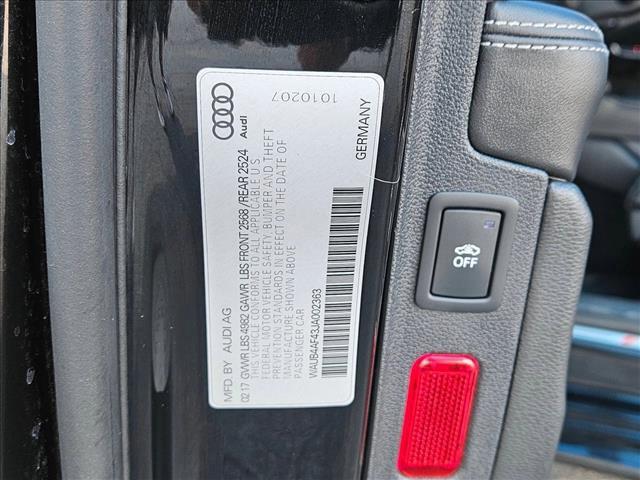 MFD. BY AUDI AG
02 17 GVWR LBS 4982 GAWR LBS FRONT 2568 / REAR 2524
THIS VEHICLE CONFORMS TO ALL APPLICABLE U.S.
FEDERAL MOTOR VEHICLE SAFETY, BUMPER AND THEFT
PREVENTION STANDARDS IN EFFECT ON THE DATE OF
MANUFACTURE SHOWN ABOVE
PASSENGER CAR
WAUB4AF43JA002363
Audi
1010207
GERMANY
OFF